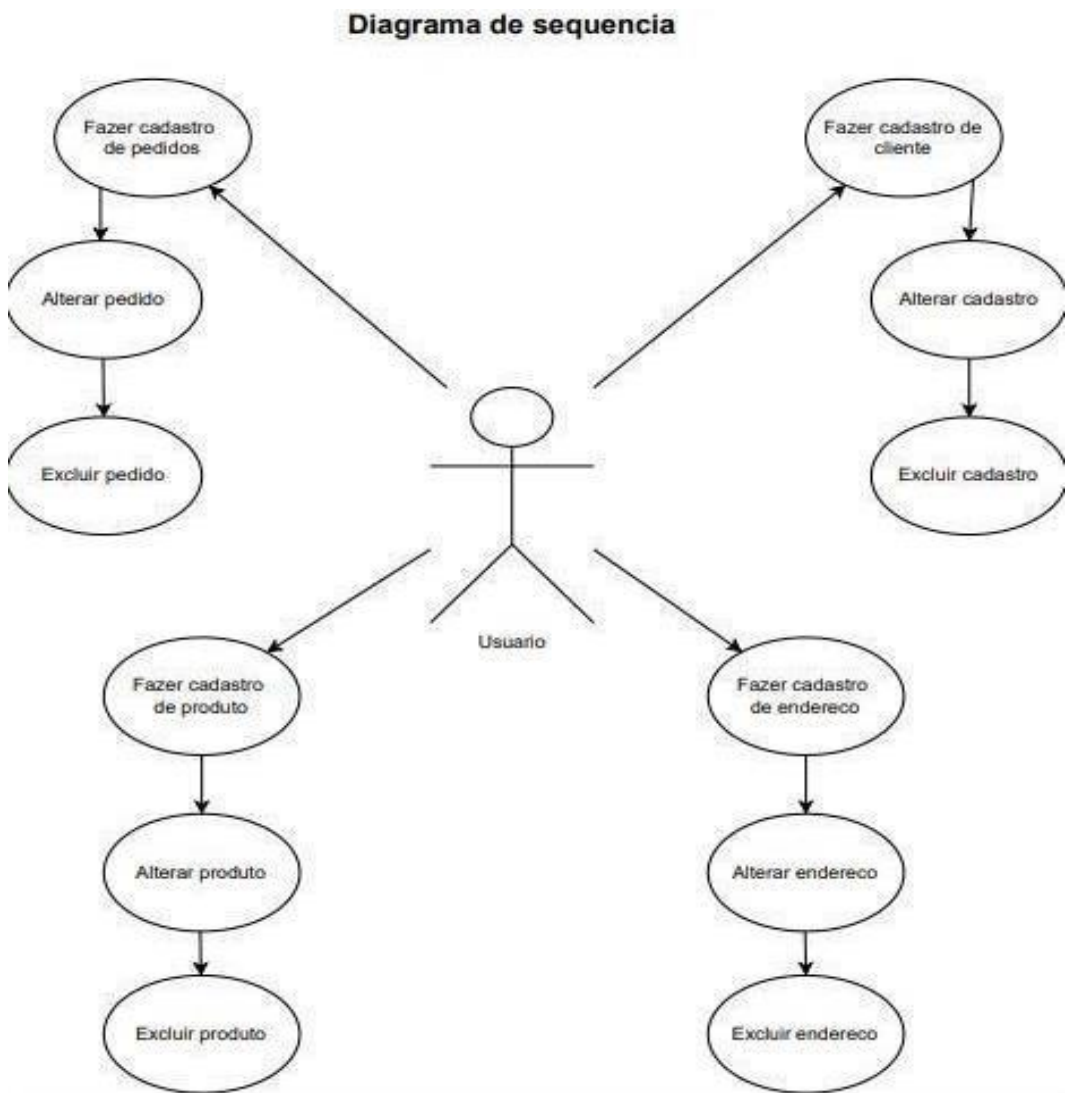 Diagrama de sequencia
Fazer cadastro
de pedidos
Fazer cadastro de
cliente
Alterar pedido
Alterar cadastro
Excluir pedido
Excluir cadastro
Usuario
Fazer cadastro
de produto
Fazer cadastro
de endereco
Alterar produto
Alterar endereco
Excluir produto
Excluir endereco